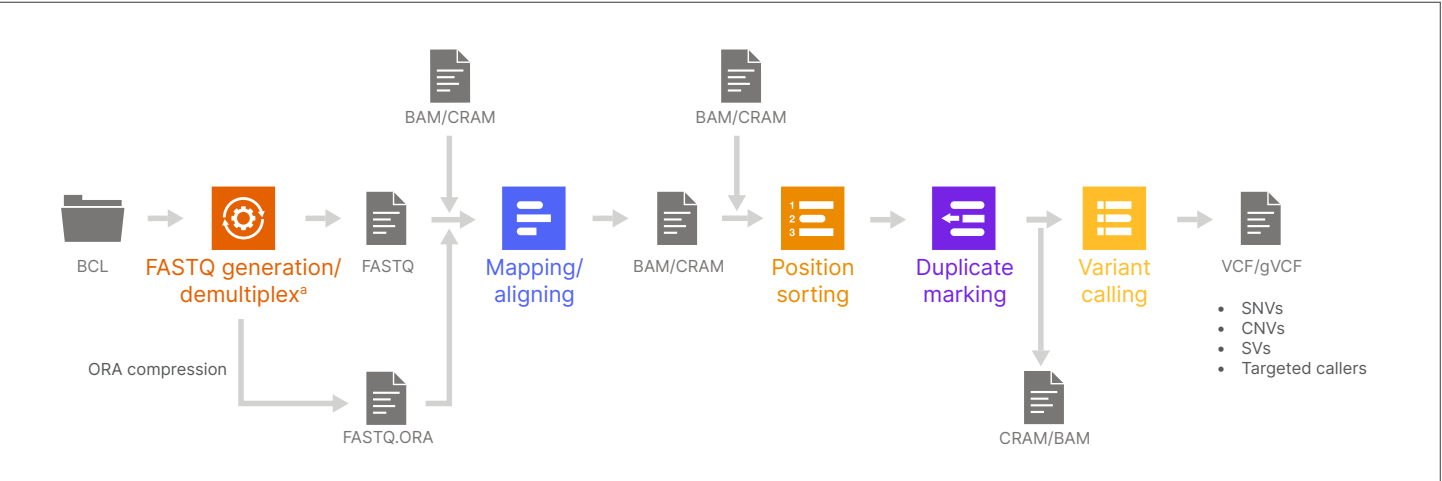 BAM/CRAM
BAM/CRAM
1
2
3
BCL
FASTQ generation/
demultiplexᵃ
FASTQ
Mapping/
aligning
BAM/CRAM
Position
sorting
Duplicate
marking
Variant
calling
VCF/gVCF
• SNVs
• CNVs
• SVs
• Targeted callers
ORA compression
FASTQ.ORA
CRAM/BAM